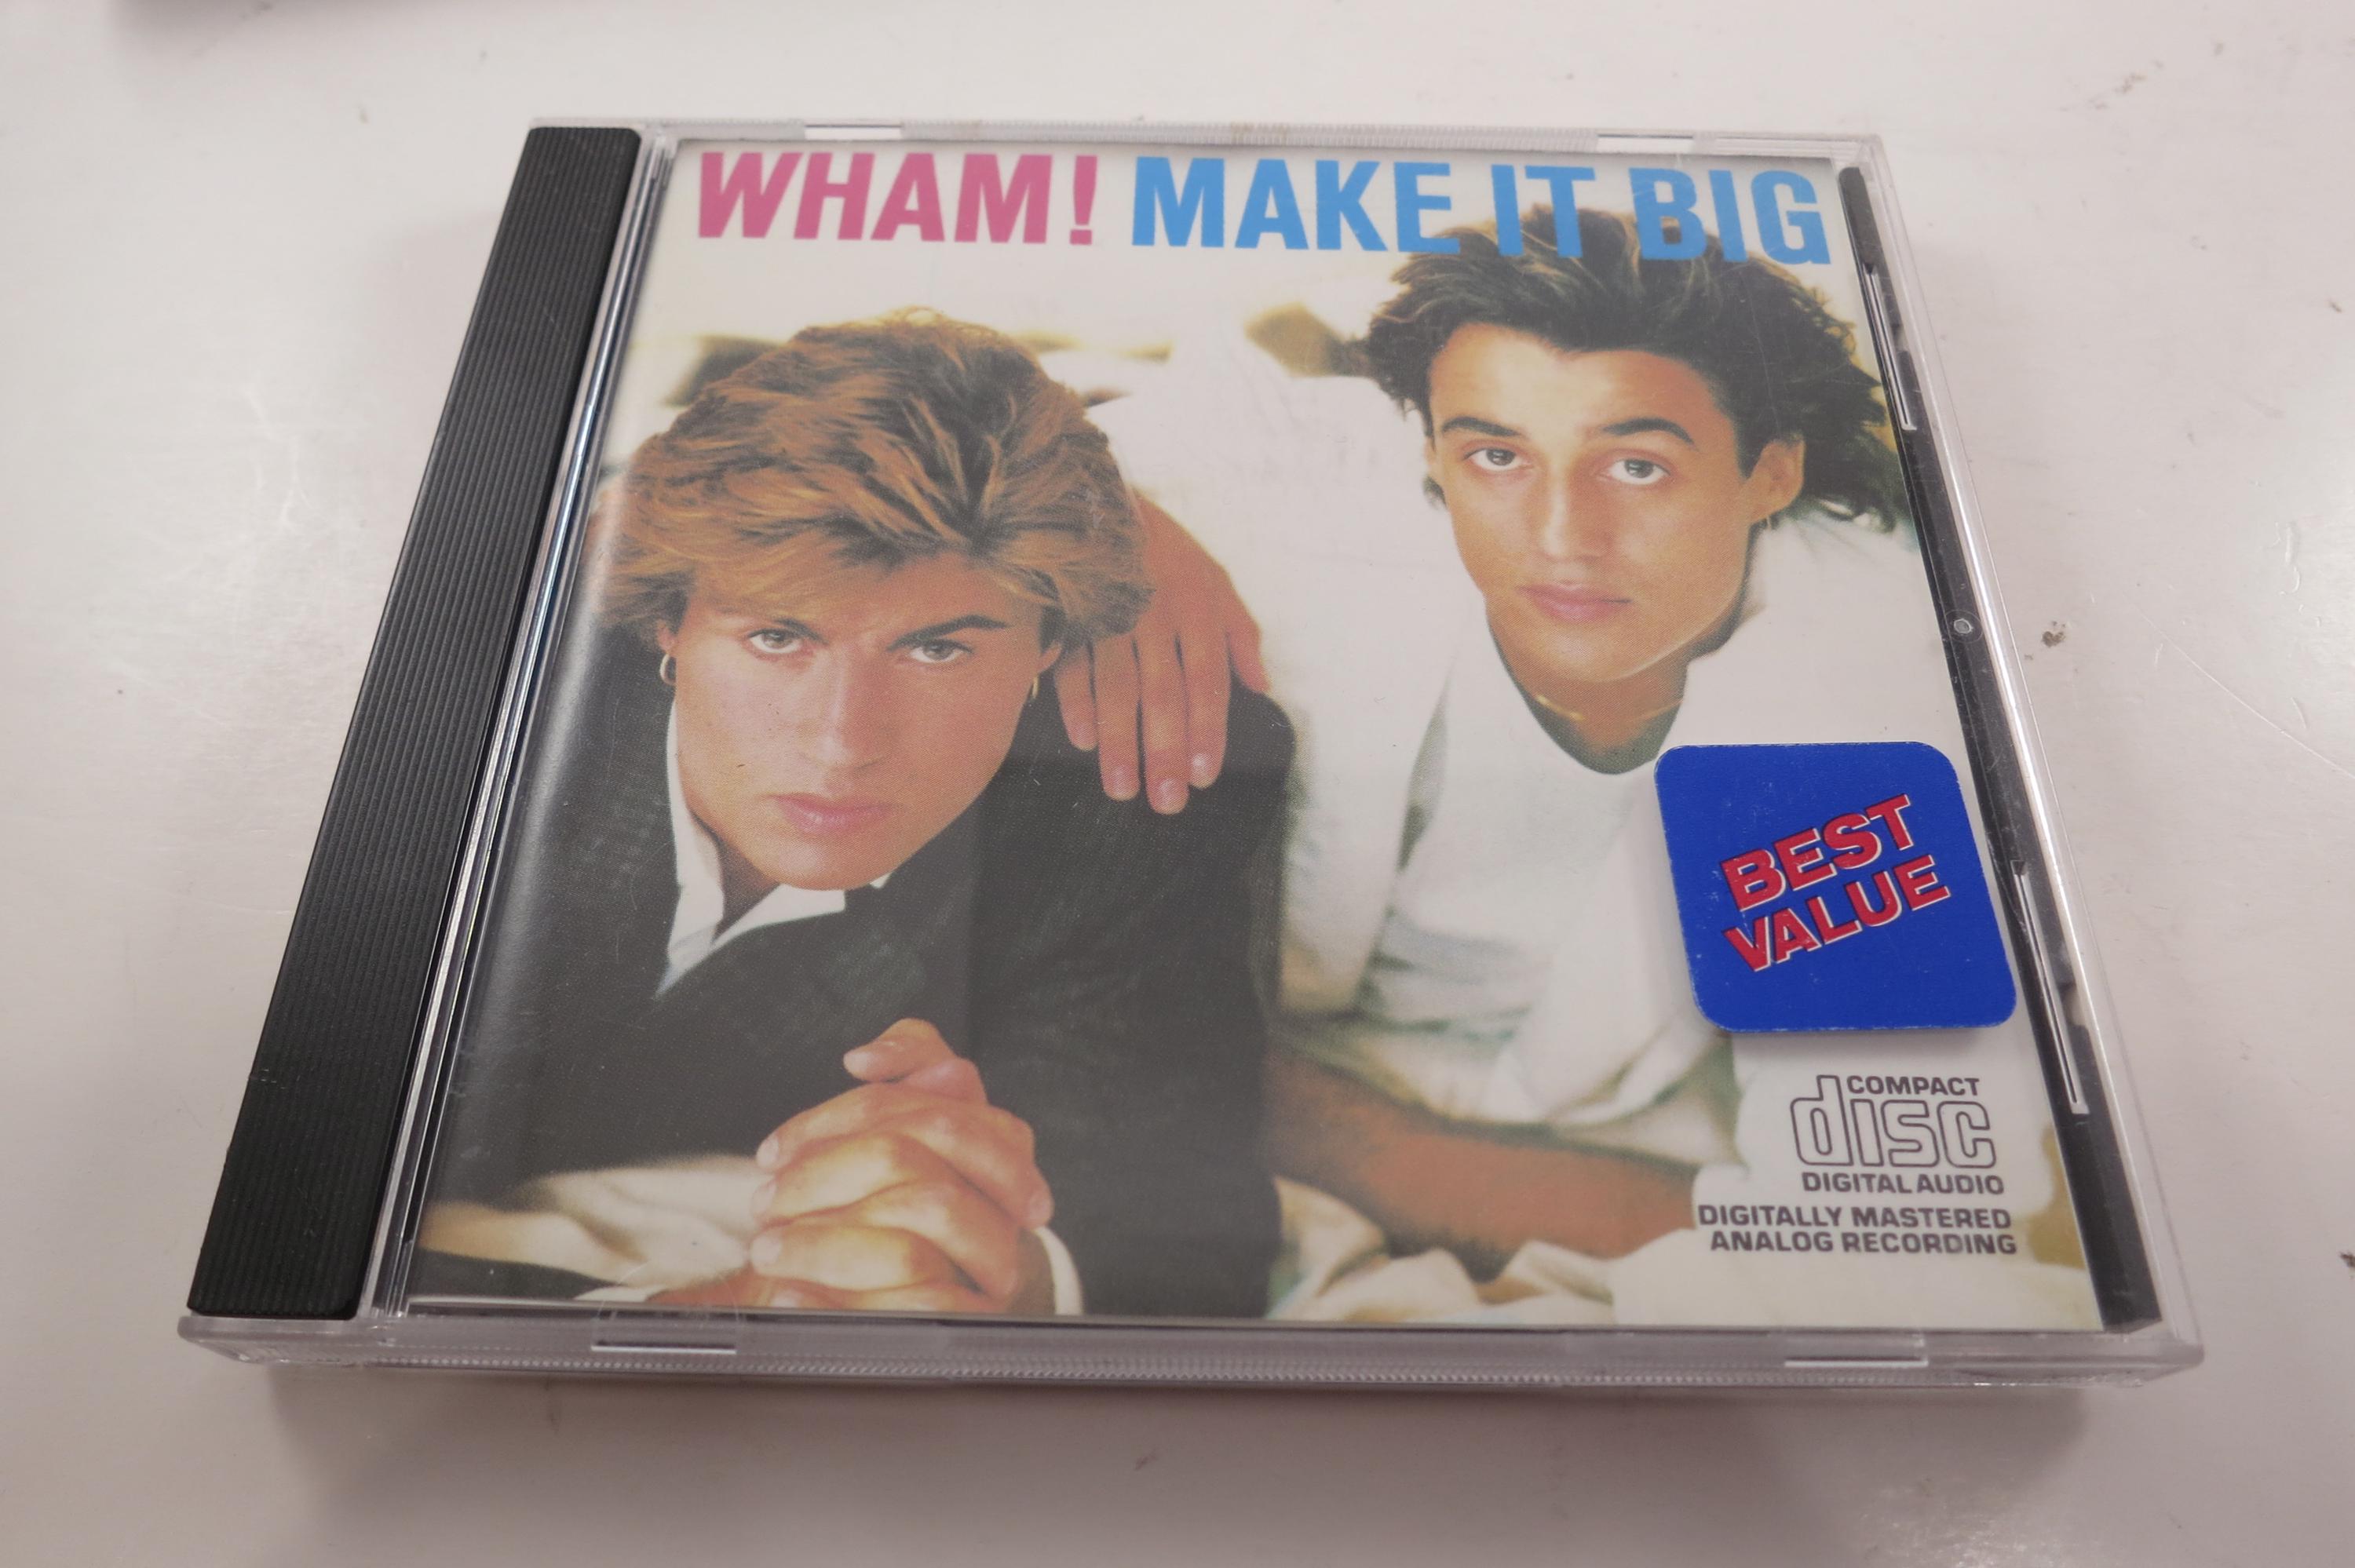 WHAM! MAKE IT BIG
BEST
VALUE
COMPACT
disc
DIGITAL AUDIO
DIGITALLY MASTERED
ANALOG RECORDING